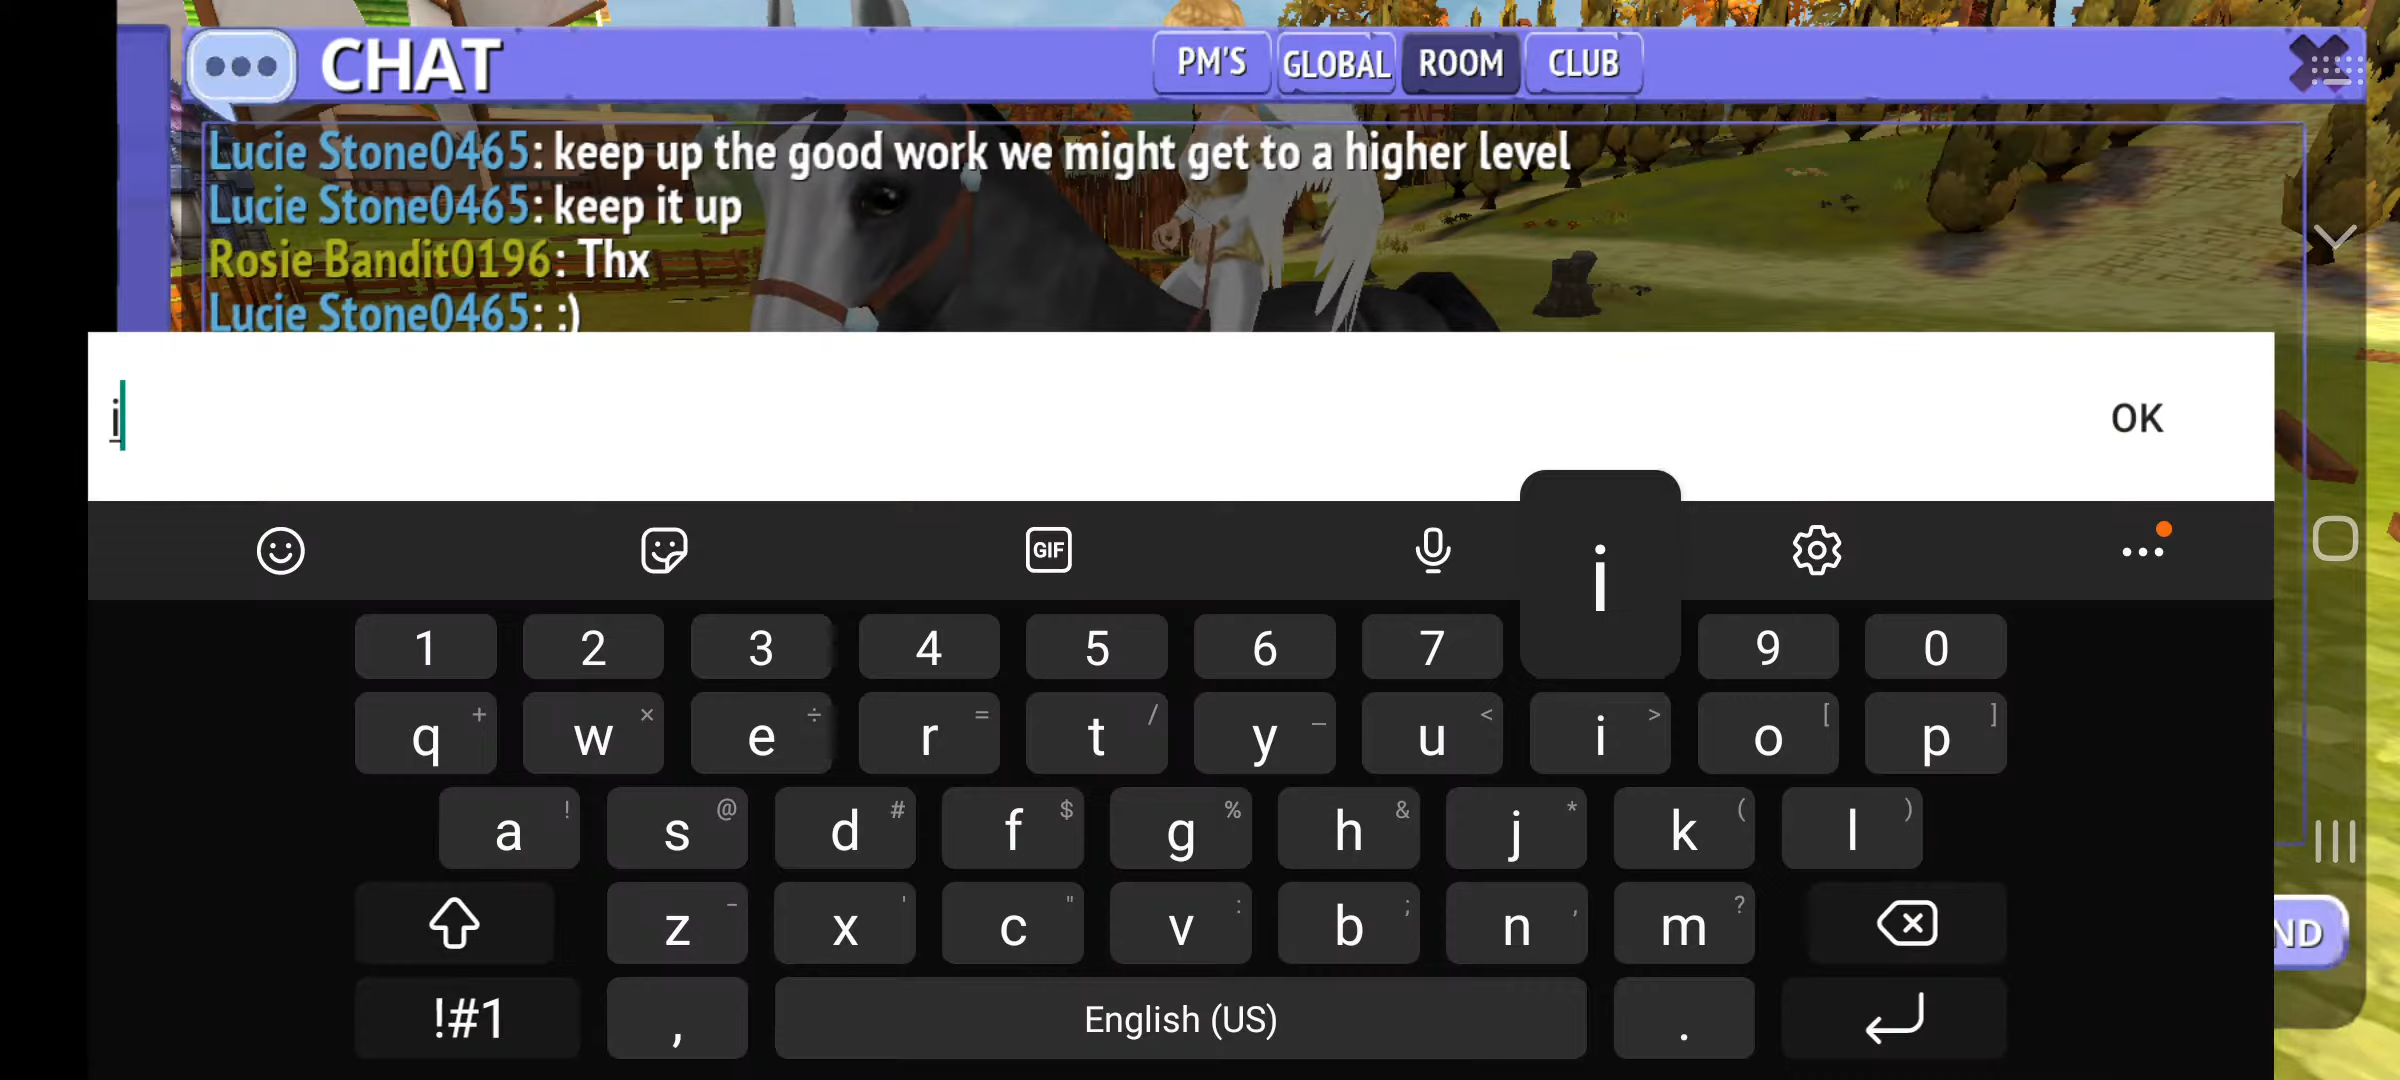 CHAT PM'S GLOBAL ROOM CLUB
Lucie Stone0465: keep up the good work we might get to a higher level
Lucie Stone0465: keep it up
Rosie Bandit0196: Thx
Lucie Stone0465: :)
i OK
GIF i
1 2 3 4 5 6 7 9 0
q + w × e ÷ r = t / y _ u < i > o [ p ]
a ! s @ d # f $ g % h & j * k ( l )
z - x ' c " v : b ; n , m ?
ND
!#1 , English (US) .